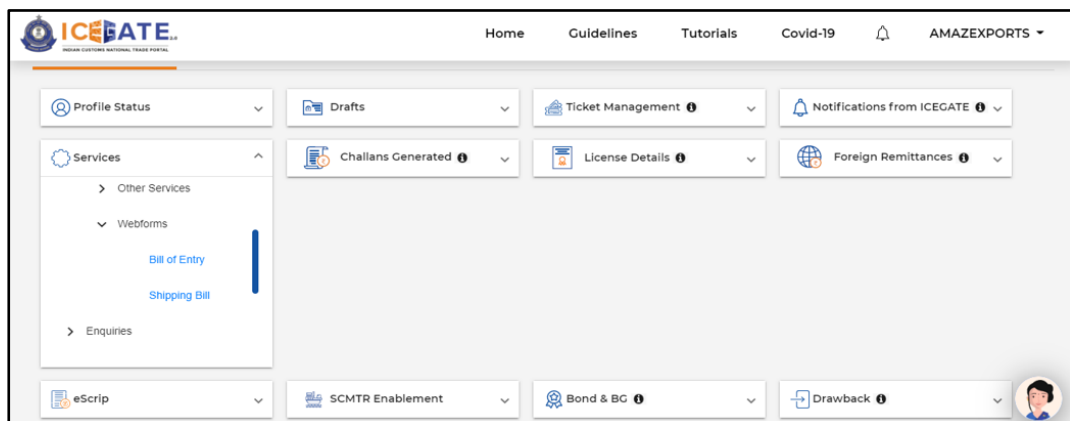 ICEGATE 2.0
INDIAN CUSTOMS NATIONAL TRADE PORTAL
Home Guidelines Tutorials Covid-19 AMAZEXPORTS
Profile Status
Drafts
Ticket Management
Notifications from ICEGATE
Services
Challans Generated
License Details
Foreign Remittances
Other Services
Webforms
Bill of Entry
Shipping Bill
Enquiries
eScrip
SCMTR Enablement
Bond & BG
Drawback